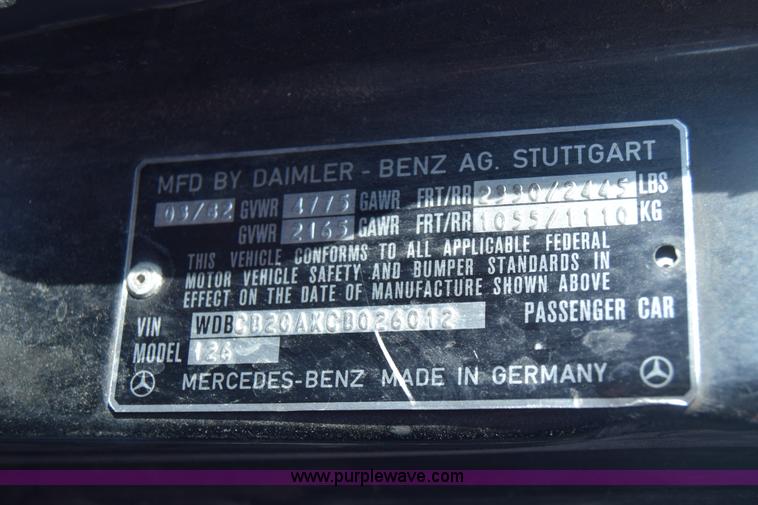 MFD BY DAIMLER - BENZ AG. STUTTGART
03/82 GVWR 4775 GAWR FRT/RR 2330/2445 LBS
GVWR 2165 GAWR FRT/RR 1055/1110 KG
THIS VEHICLE CONFORMS TO ALL APPLICABLE FEDERAL
MOTOR VEHICLE SAFETY AND BUMPER STANDARDS IN
EFFECT ON THE DATE OF MANUFACTURE SHOWN ABOVE
VIN WDBCB20AXCB026012 PASSENGER CAR
MODEL 126
MERCEDES-BENZ MADE IN GERMANY
www.purplewave.com